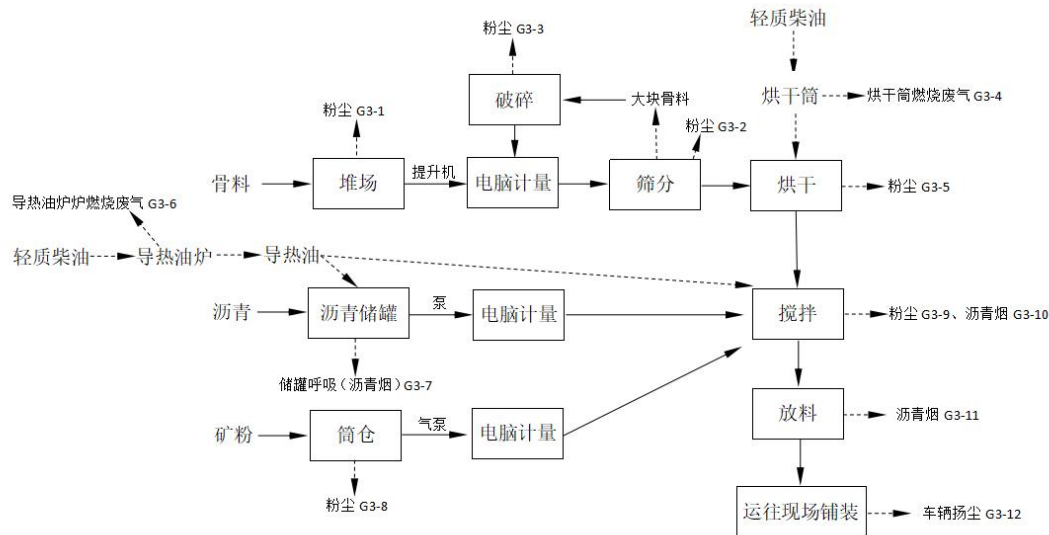 轻质柴油
粉尘 G3-3
破碎
大块骨料
烘干筒
烘干筒燃烧废气 G3-4
粉尘 G3-1
粉尘 G3-2
骨料
堆场
提升机
电脑计量
筛分
烘干
粉尘 G3-5
导热油炉炉燃烧废气 G3-6
轻质柴油
导热油炉
导热油
沥青
沥青储罐
泵
电脑计量
搅拌
粉尘 G3-9、沥青烟 G3-10
储罐呼吸（沥青烟）G3-7
矿粉
筒仓
气泵
电脑计量
放料
沥青烟 G3-11
粉尘 G3-8
运往现场铺装
车辆扬尘 G3-12